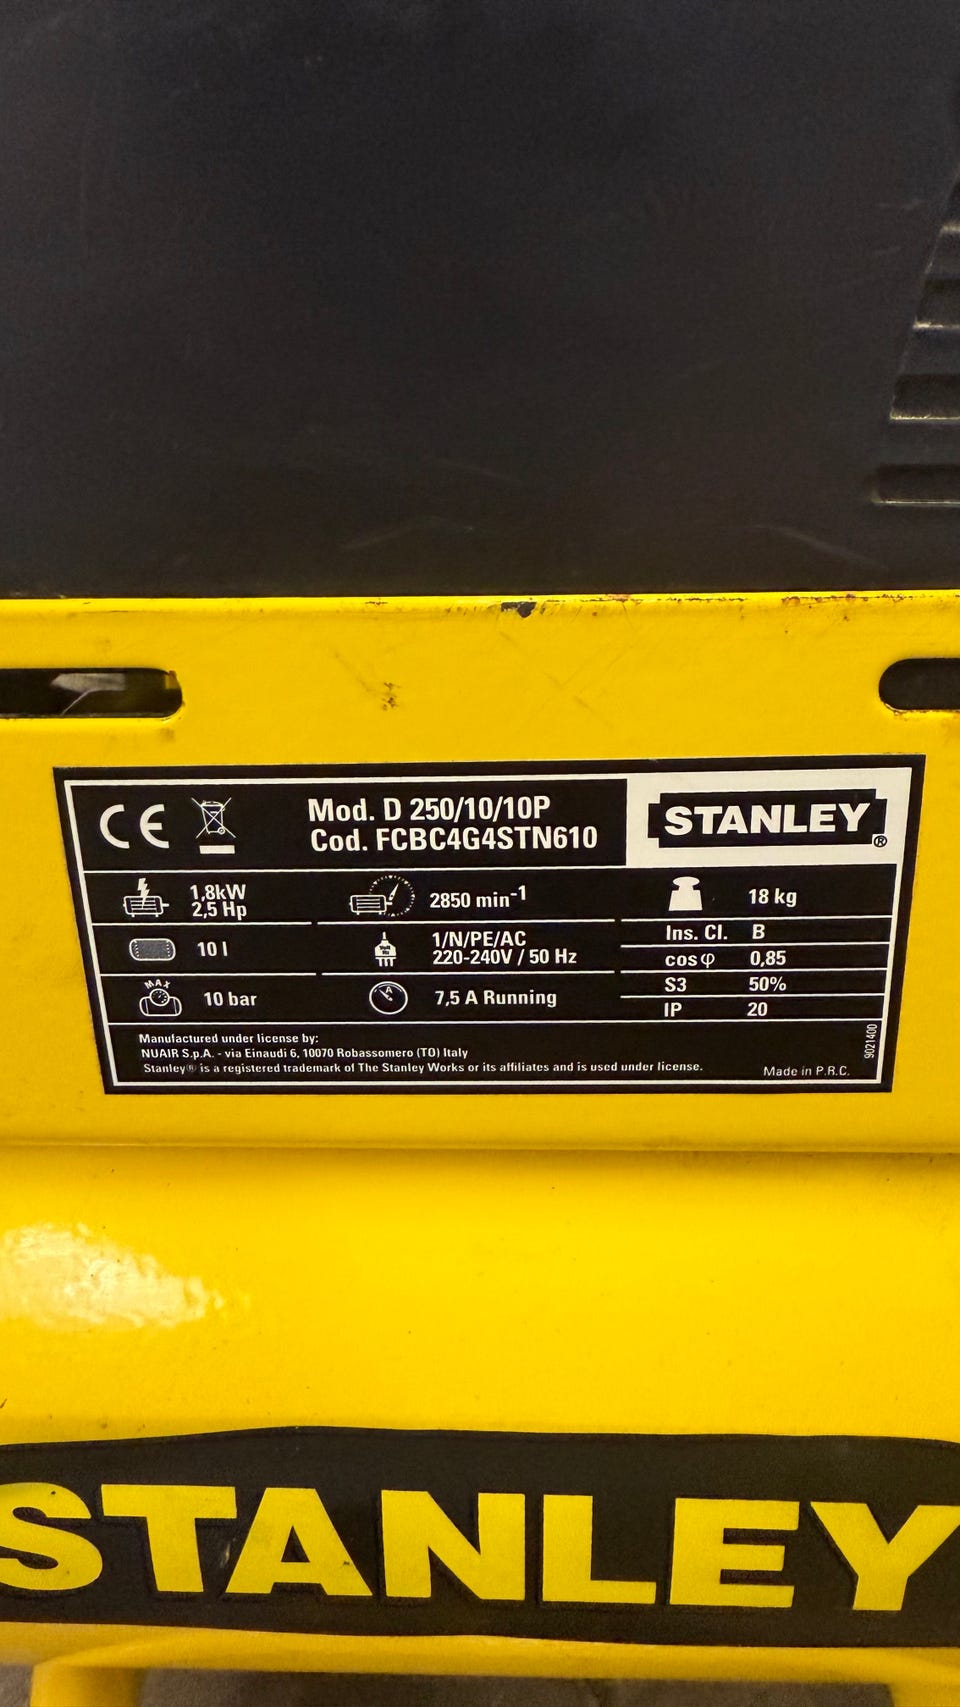 CE
Mod. D 250/10/10P
Cod. FCBC4G4STN610
STANLEY®
1,8kW
2,5 Hp
2850 min-1
18 kg
10 l
1/N/PE/AC
220-240V / 50 Hz
Ins. Cl. B
cosφ 0,85
MAX
10 bar
A
7,5 A Running
S3 50%
IP 20
Manufactured under license by:
NUAIR S.p.A. - via Einaudi 6, 10070 Robassomero (TO) Italy
Stanley® is a registered trademark of The Stanley Works or its affiliates and is used under license.
Made in P.R.C.
9021400
STANLEY